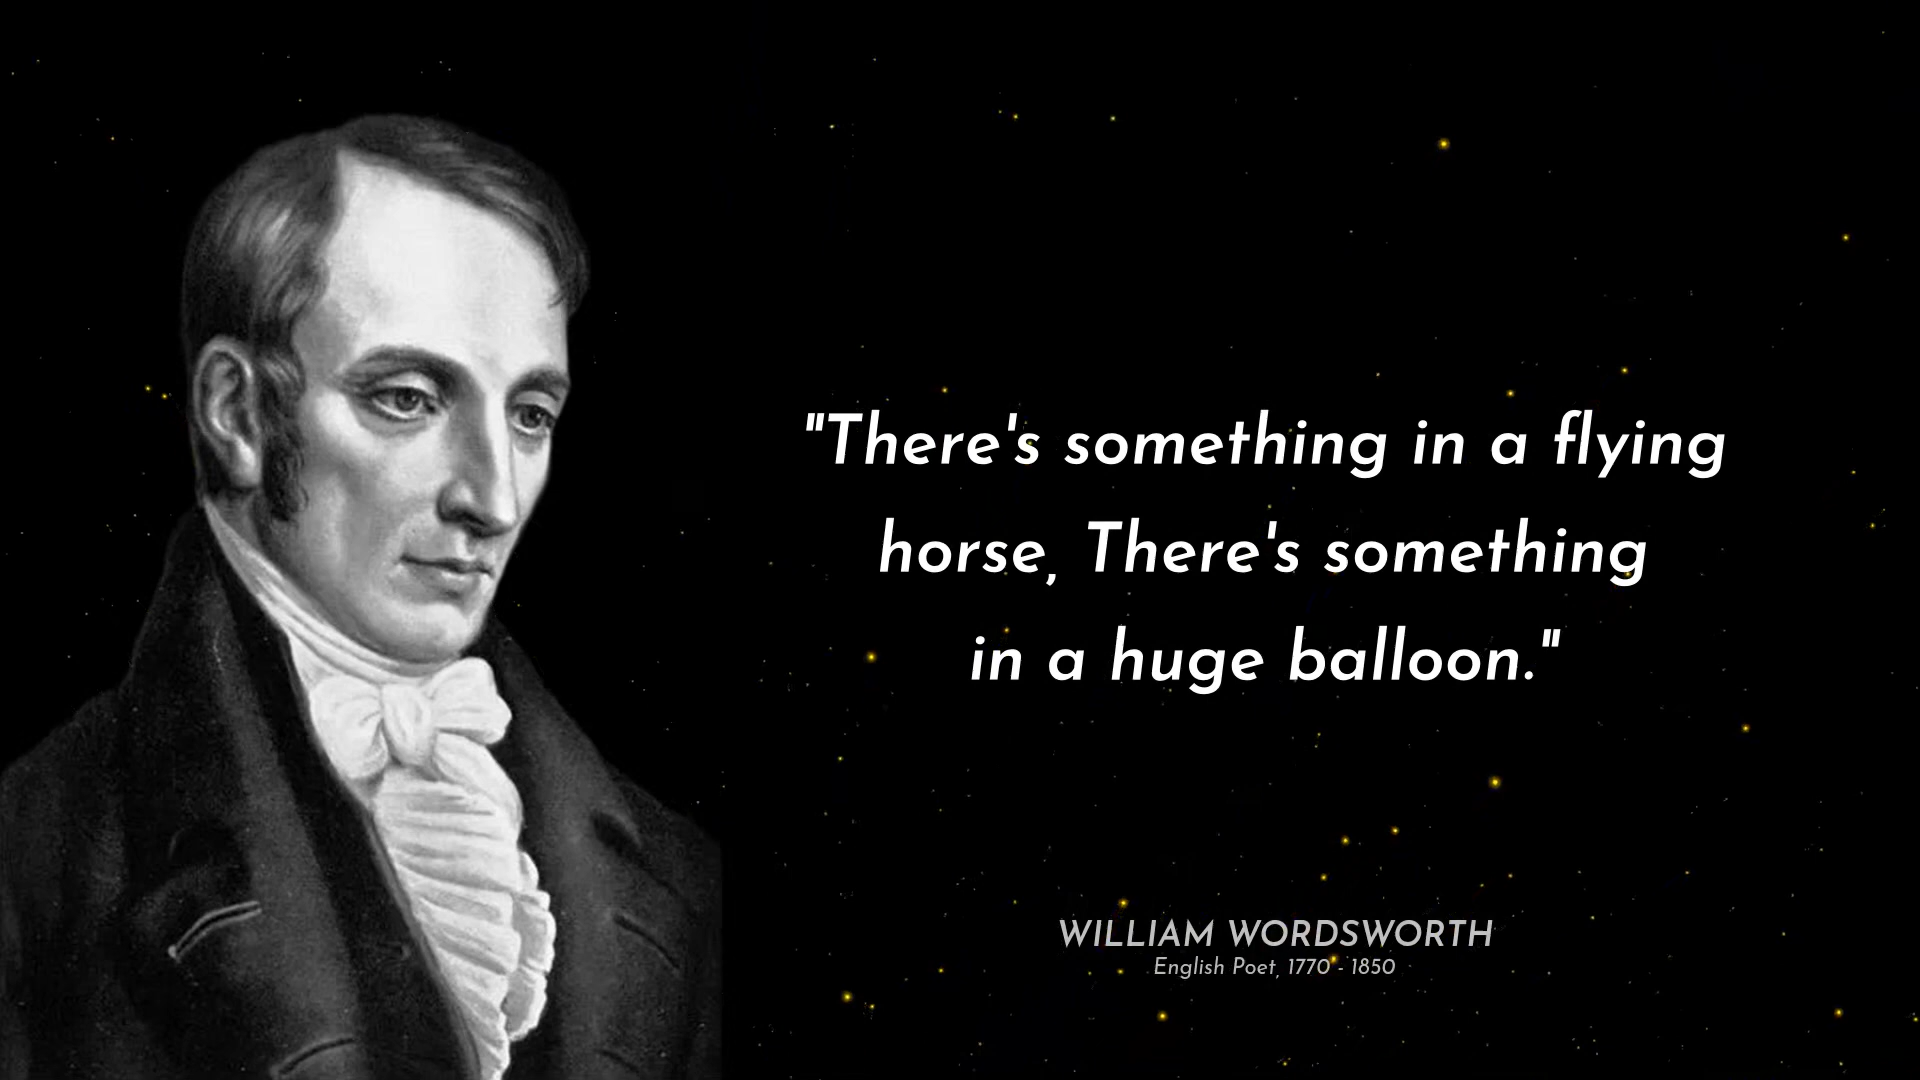 "There's something in a flying
horse, There's something
in a huge balloon."
WILLIAM WORDSWORTH
English Poet, 1770 - 1850